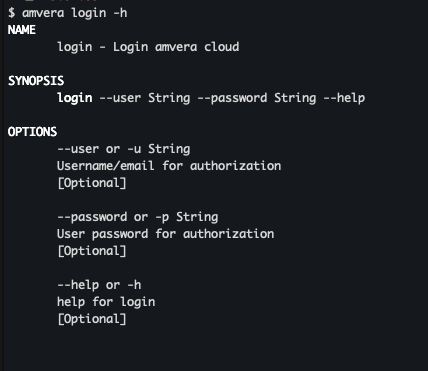 $ amvera login -h
NAME
login - Login amvera cloud
SYNOPSIS
login --user String --password String --help
OPTIONS
--user or -u String
Username/email for authorization
[Optional]
--password or -p String
User password for authorization
[Optional]
--help or -h
help for login
[Optional]